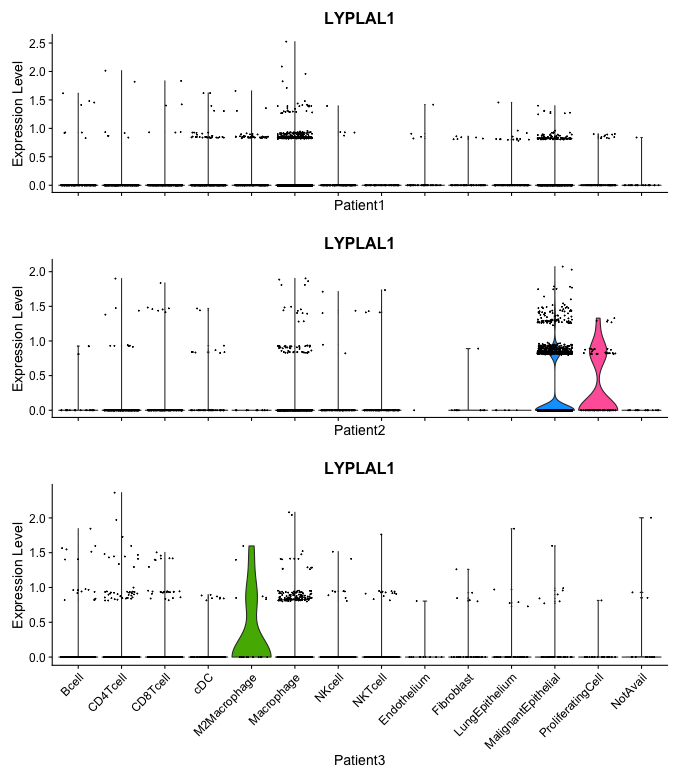 LYPLAL1
Expression Level
2.5
2.0
1.5
1.0
0.5
0.0
Patient1
LYPLAL1
Expression Level
2.0
1.5
1.0
0.5
0.0
Patient2
LYPLAL1
Expression Level
2.0
1.5
1.0
0.5
0.0
Bcell
CD4Tcell
CD8Tcell
cDC
M2Macrophage
Macrophage
NKcell
NKTcell
Endothelium
Fibroblast
LungEpithelium
MalignantEpithelial
ProliferatingCell
NotAvail
Patient3